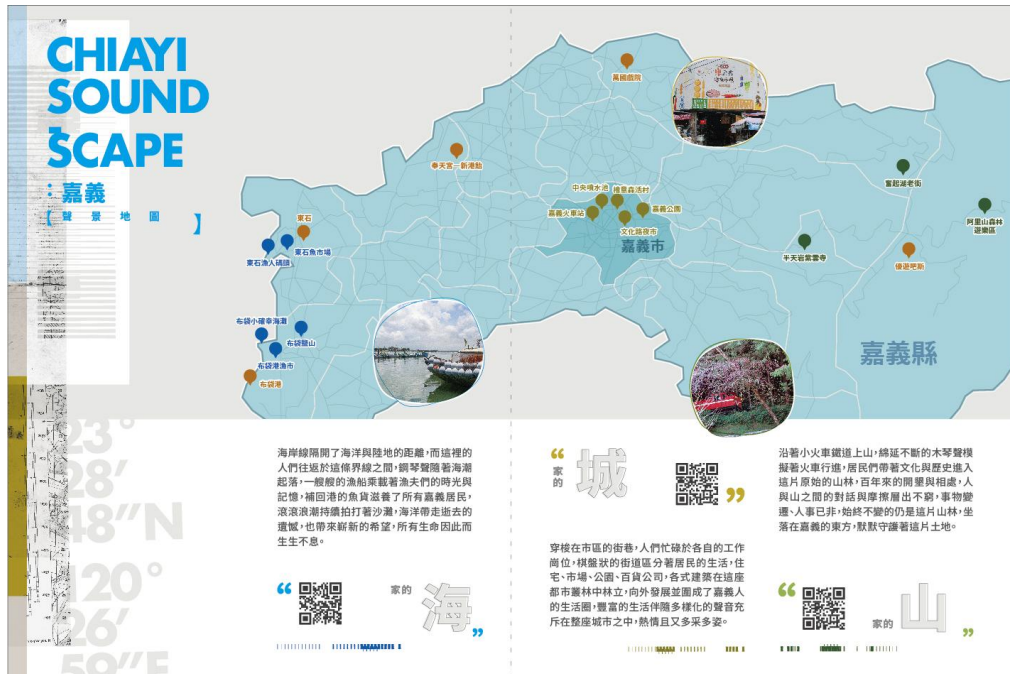 CHIAYI
SOUND
SCAPE
：嘉義
【聲景地圖】
萬國戲院
奉天宮－新港點
中央噴水池
檜意森活村
嘉義火車站
嘉義公園
文化路夜市
嘉義市
奮起湖老街
阿里山森林
遊樂區
半天岩紫雲寺
優遊吧斯
嘉義縣
東石
東石魚市場
東石漁人碼頭
布袋小確幸海灘
布袋鹽山
布袋港漁市
布袋港
23°
28′
48″N
120°
26′
59″E
海岸線隔開了海洋與陸地的距離，而這裡的
人們往返於這條界線之間，鋼琴聲隨著海潮
起落，一艘艘的漁船乘載著漁夫們的時光與
記憶，補回港的魚貨滋養了所有嘉義居民，
滾滾浪潮持續拍打著沙灘，海洋帶走逝去的
遺憾，也帶來嶄新的希望，所有生命因此而
生生不息。
“家的 海”
“家的 城”
穿梭在市區的街巷，人們忙碌於各自的工作
崗位，棋盤狀的街道區分著居民的生活，住
宅、市場、公園、百貨公司，各式建築在這座
都市叢林中林立，向外發展並圍成了嘉義人
的生活圈，豐富的生活伴隨多樣化的聲音充
斥在整座城市之中，熱情且又多采多姿。
沿著小火車鐵道上山，綿延不斷的木琴聲模
擬著火車行進，居民們帶著文化與歷史進入
這片原始的山林，百年來的開墾與相處，人
與山之間的對話與摩擦層出不窮，事物變
遷、人事已非，始終不變的仍是這片山林，坐
落在嘉義的東方，默默守護著這片土地。
“家的 山”